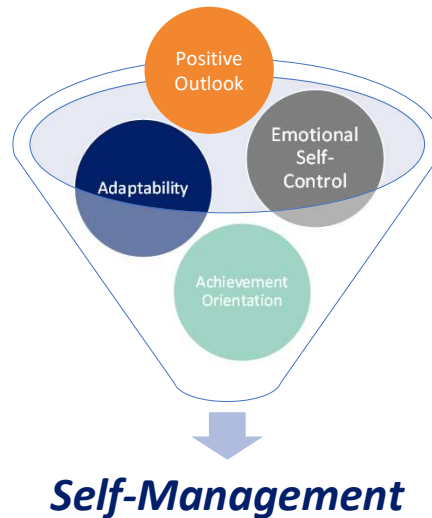 Positive
Outlook
Emotional
Self-
Control
Adaptability
Achievement
Orientation
Self-Management